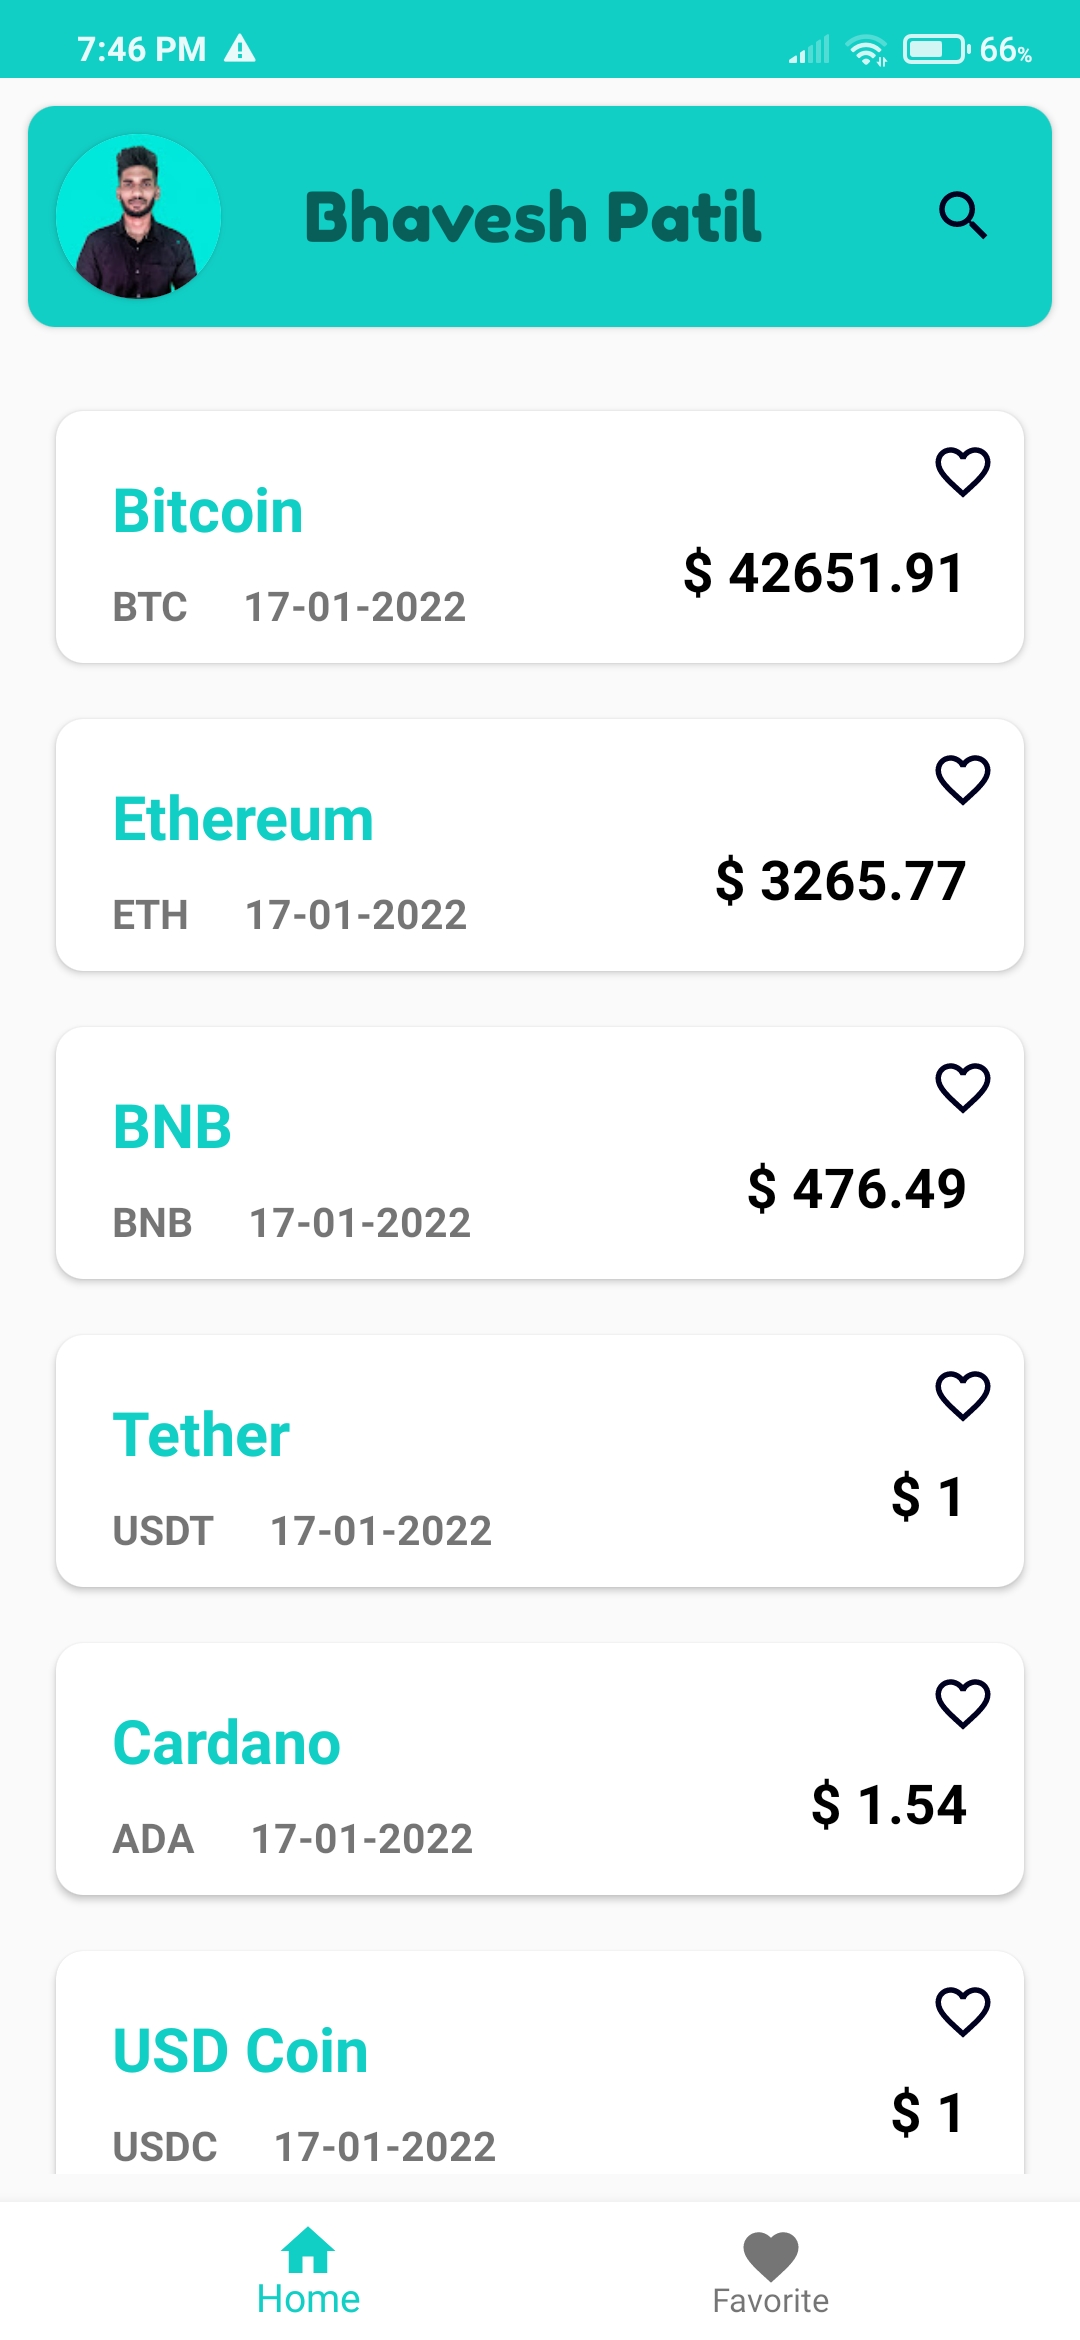 7:46 PM 66%
Bhavesh Patil
Bitcoin
$ 42651.91
BTC 17-01-2022
Ethereum
$ 3265.77
ETH 17-01-2022
BNB
$ 476.49
BNB 17-01-2022
Tether
$ 1
USDT 17-01-2022
Cardano
$ 1.54
ADA 17-01-2022
USD Coin
$ 1
USDC 17-01-2022
Home Favorite